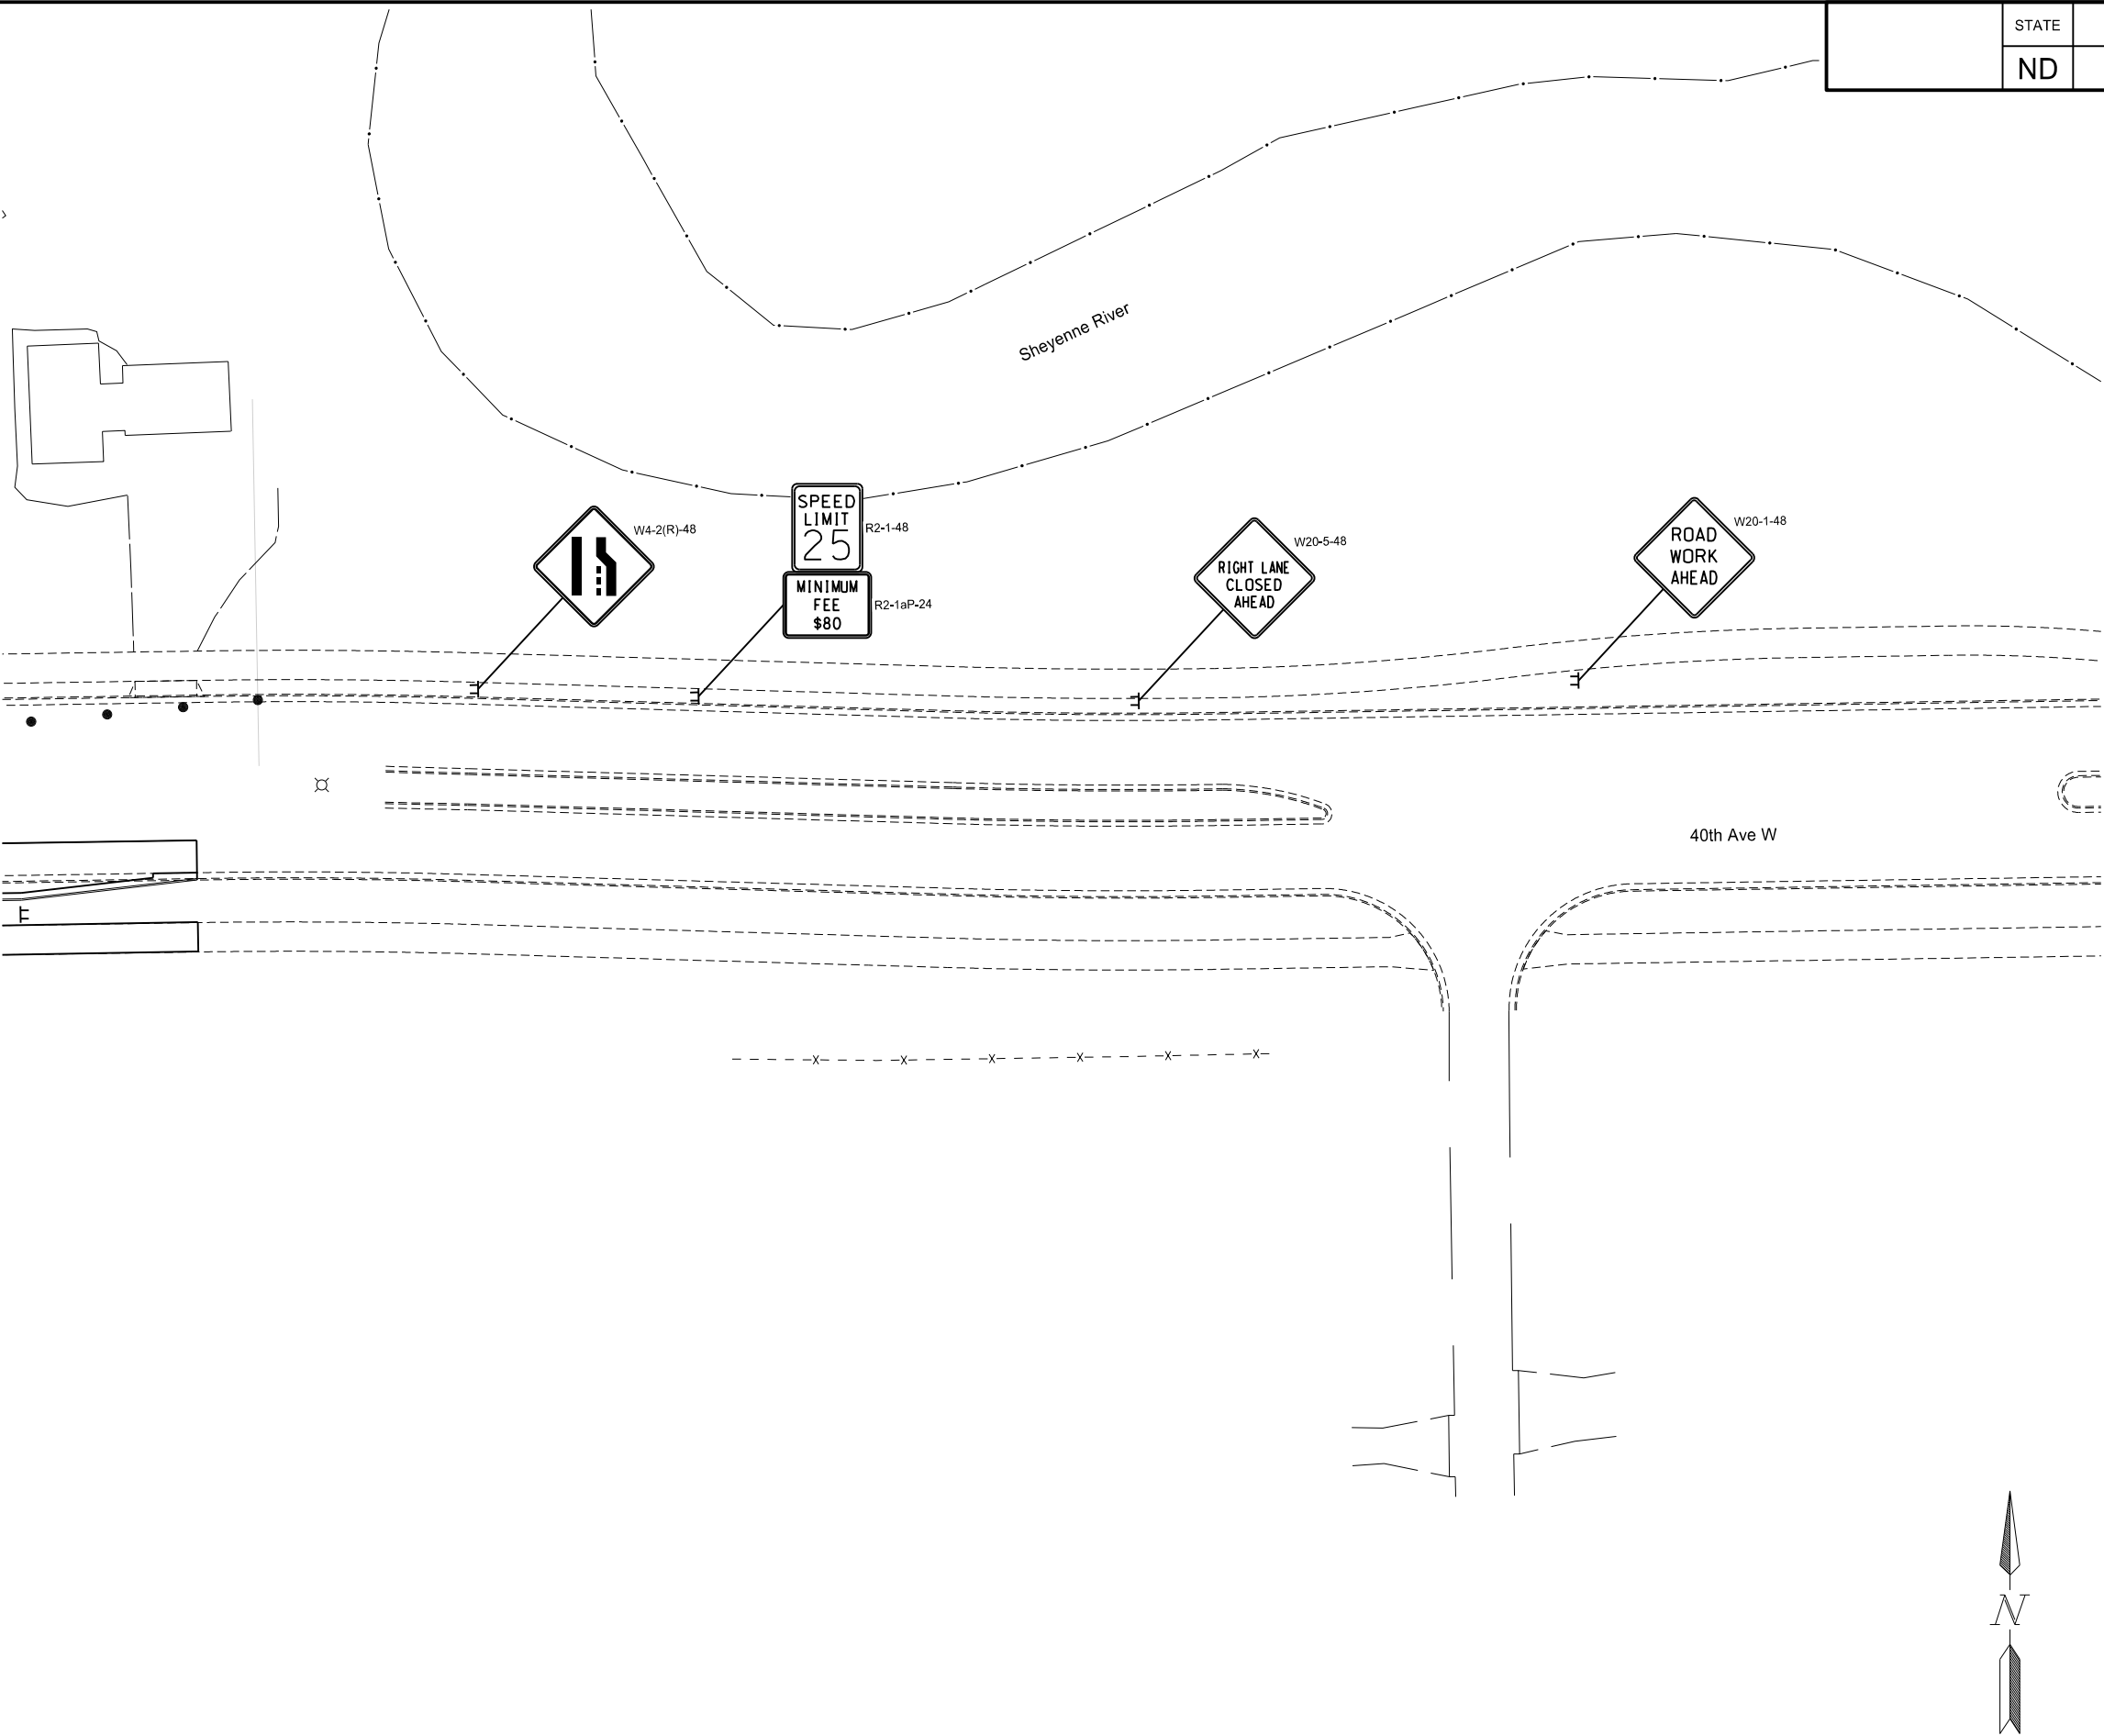 STATE
ND
Sheyenne River
W4-2(R)-48
SPEED
LIMIT
25
R2-1-48
MINIMUM
FEE
$80
R2-1aP-24
RIGHT LANE
CLOSED
AHEAD
W20-5-48
ROAD
WORK
AHEAD
W20-1-48
40th Ave W
X X X X X X
N